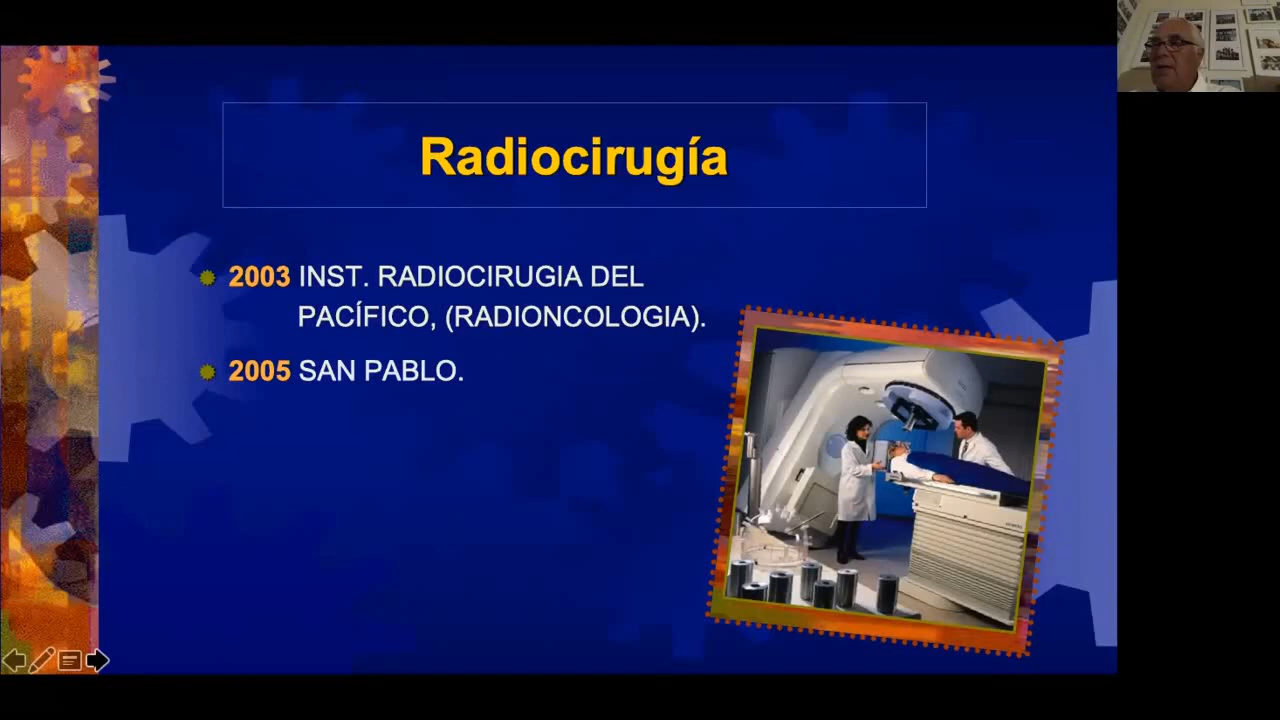 Radiocirugía
2003 INST. RADIOCIRUGIA DEL
PACÍFICO, (RADIONCOLOGIA).
2005 SAN PABLO.